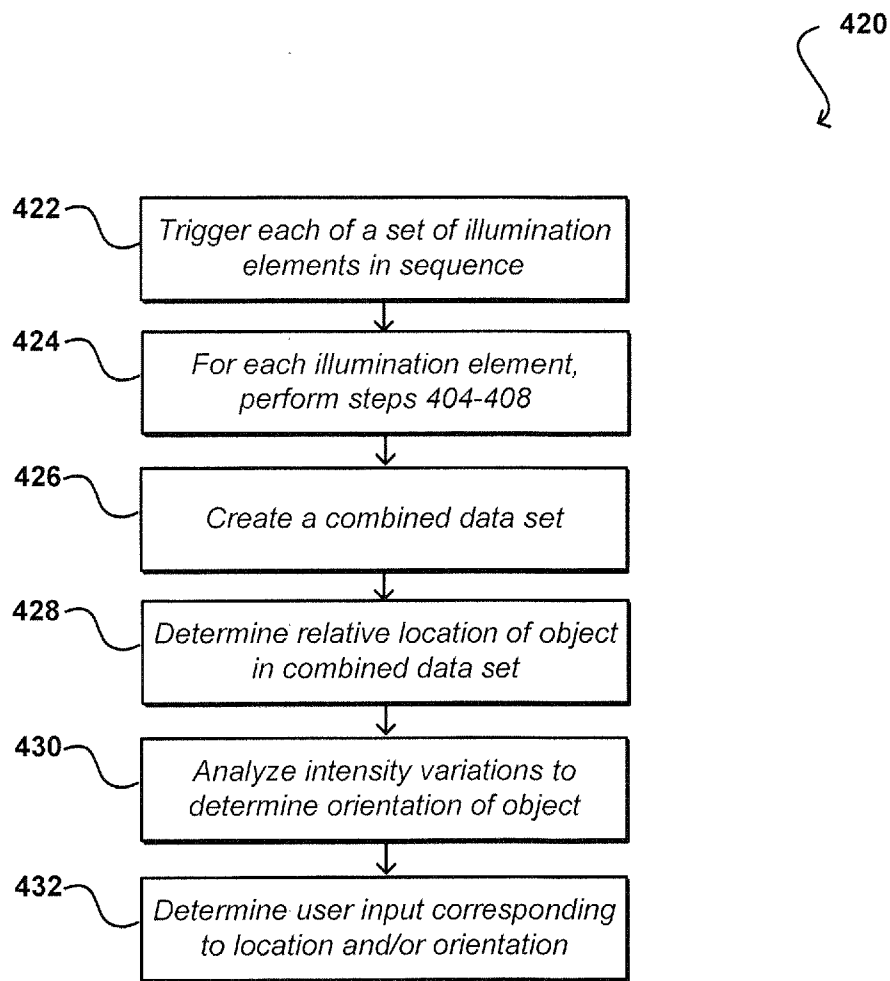 420
422
Trigger each of a set of illumination
elements in sequence
424
For each illumination element,
perform steps 404-408
426
Create a combined data set
428
Determine relative location of object
in combined data set
430
Analyze intensity variations to
determine orientation of object
432
Determine user input corresponding
to location and/or orientation